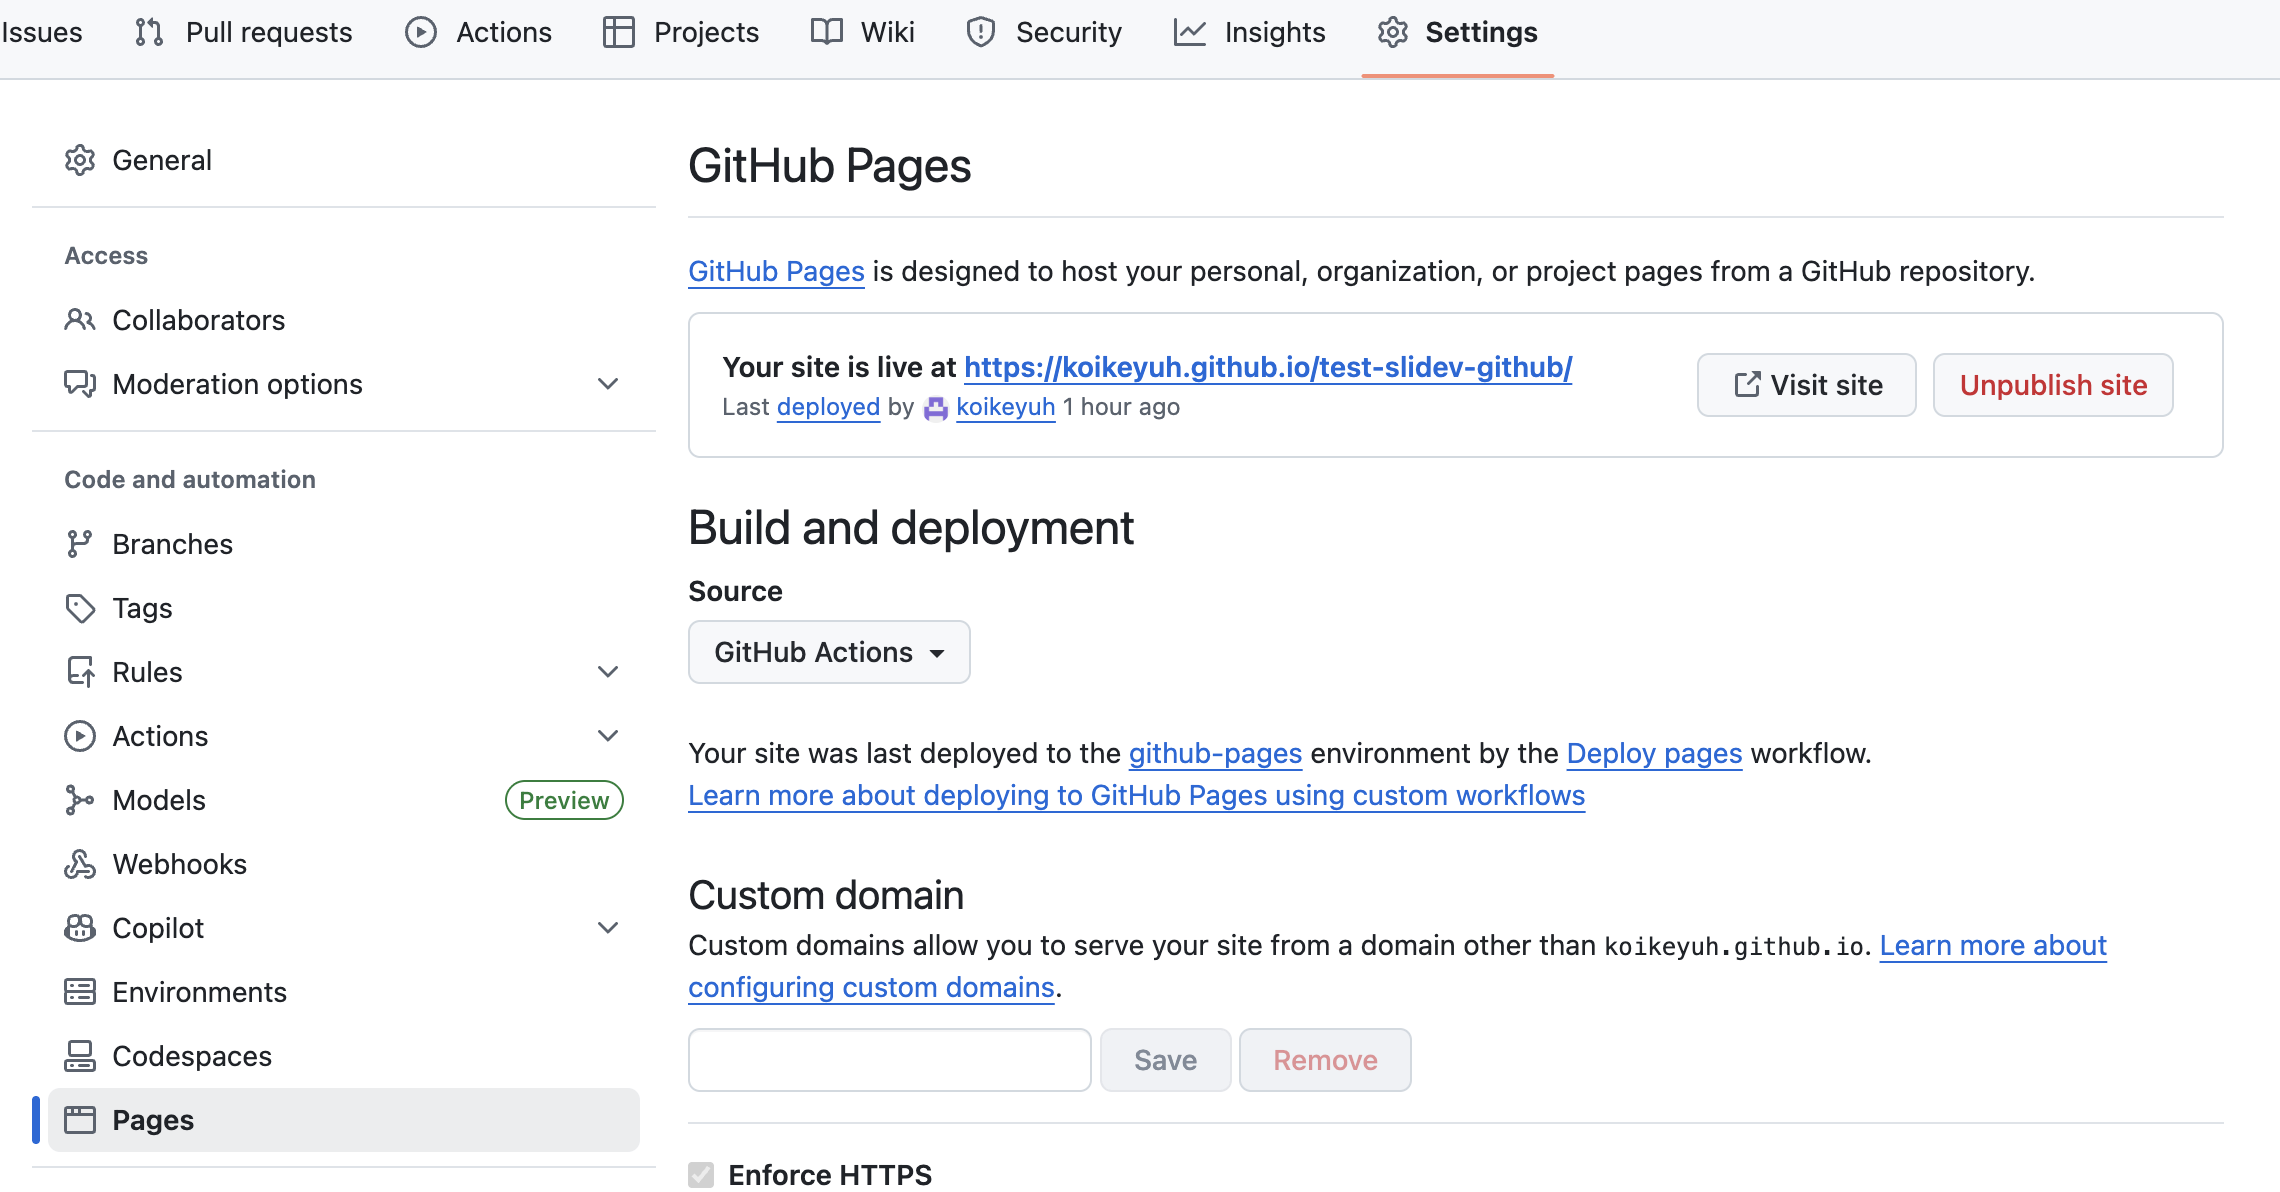 Issues
Pull requests
Actions
Projects
Wiki
Security
Insights
Settings
General
Access
Collaborators
Moderation options
Code and automation
Branches
Tags
Rules
Actions
Models
Preview
Webhooks
Copilot
Environments
Codespaces
Pages
GitHub Pages
GitHub Pages is designed to host your personal, organization, or project pages from a GitHub repository.
Your site is live at https://koikeyuh.github.io/test-slidev-github/
Last deployed by koikeyuh 1 hour ago
Visit site
Unpublish site
Build and deployment
Source
GitHub Actions
Your site was last deployed to the github-pages environment by the Deploy pages workflow.
Learn more about deploying to GitHub Pages using custom workflows
Custom domain
Custom domains allow you to serve your site from a domain other than koikeyuh.github.io. Learn more about
configuring custom domains.
Save
Remove
Enforce HTTPS